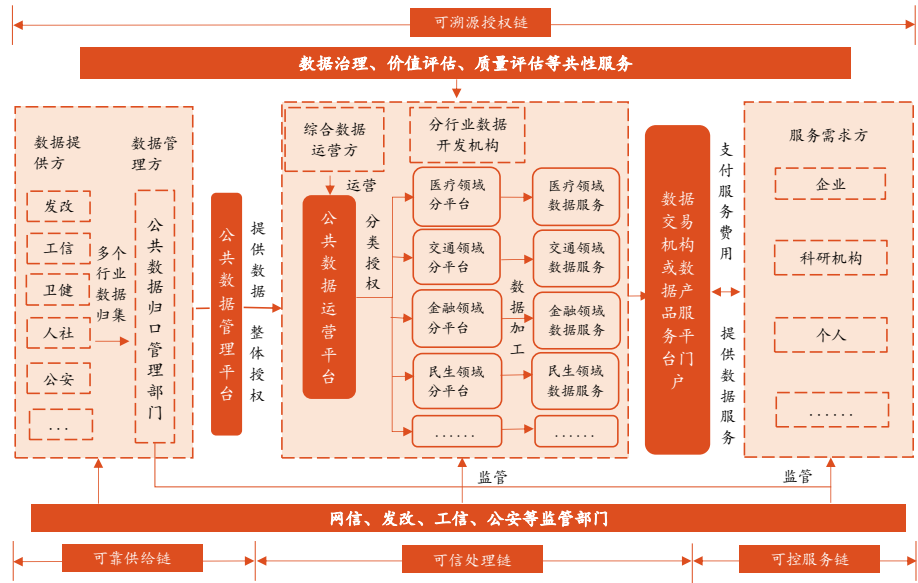 可溯源授权链
数据治理、价值评估、质量评估等共性服务
数据提
供方
发改
工信
卫健
人社
公安
...
多个
行业
数据
归集
数据管
理方
公共数据归口管理部门
公共数据管理平台
提供数据
整体授权
综合数据
运营方
运营
公共数据运营平台
分类授权
分行业数据
开发机构
医疗领域
分平台
交通领域
分平台
金融领域
分平台
民生领域
分平台
......
数据加工
医疗领域
数据服务
交通领域
数据服务
金融领域
数据服务
民生领域
数据服务
......
数据
交易
机构
或数
据产
品服
务平
台门
户
支付服务费用
提供数据服务
服务需求方
企业
科研机构
个人
......
监管
监管
网信、发改、工信、公安等监管部门
可靠供给链
可信处理链
可控服务链